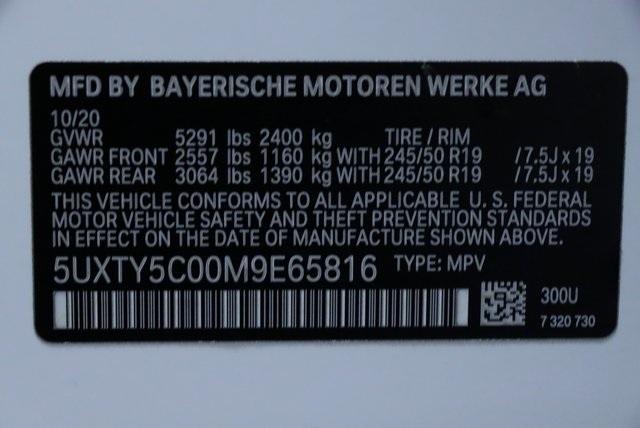 MFD BY BAYERISCHE MOTOREN WERKE AG
10/20
GVWR 5291 lbs 2400 kg TIRE / RIM
GAWR FRONT 2557 lbs 1160 kg WITH 245/50 R19 /7.5J x 19
GAWR REAR 3064 lbs 1390 kg WITH 245/50 R19 /7.5J x 19
THIS VEHICLE CONFORMS TO ALL APPLICABLE U. S. FEDERAL
MOTOR VEHICLE SAFETY AND THEFT PREVENTION STANDARDS
IN EFFECT ON THE DATE OF MANUFACTURE SHOWN ABOVE.
5UXTY5C00M9E65816 TYPE: MPV
300U
7 320 730